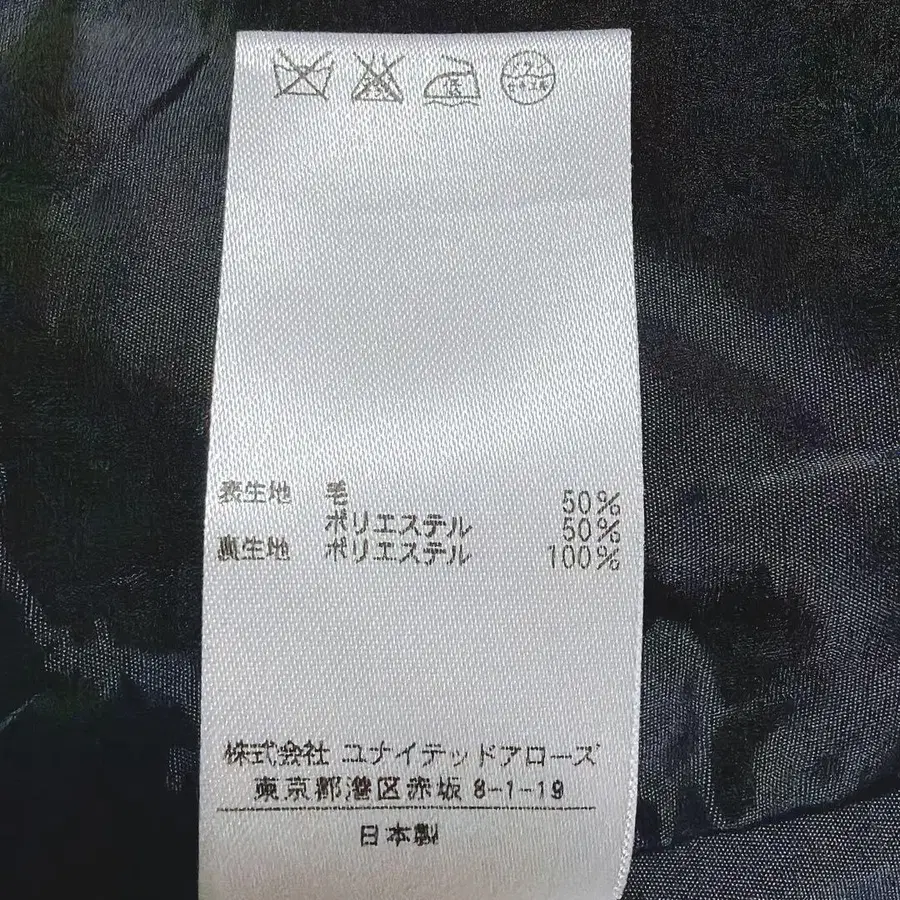 表生地 毛 50%
ポリエステル 50%
裏生地 ポリエステル 100%
株式会社 ユナイテッドアローズ
東京都港区赤坂 8-1-19
日本製